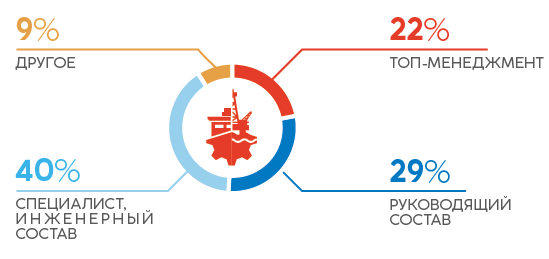 9%
ДРУГОЕ
22%
ТОП-МЕНЕДЖМЕНТ
40%
СПЕЦИАЛИСТ,
ИНЖЕНЕРНЫЙ
СОСТАВ
29%
РУКОВОДЯЩИЙ
СОСТАВ